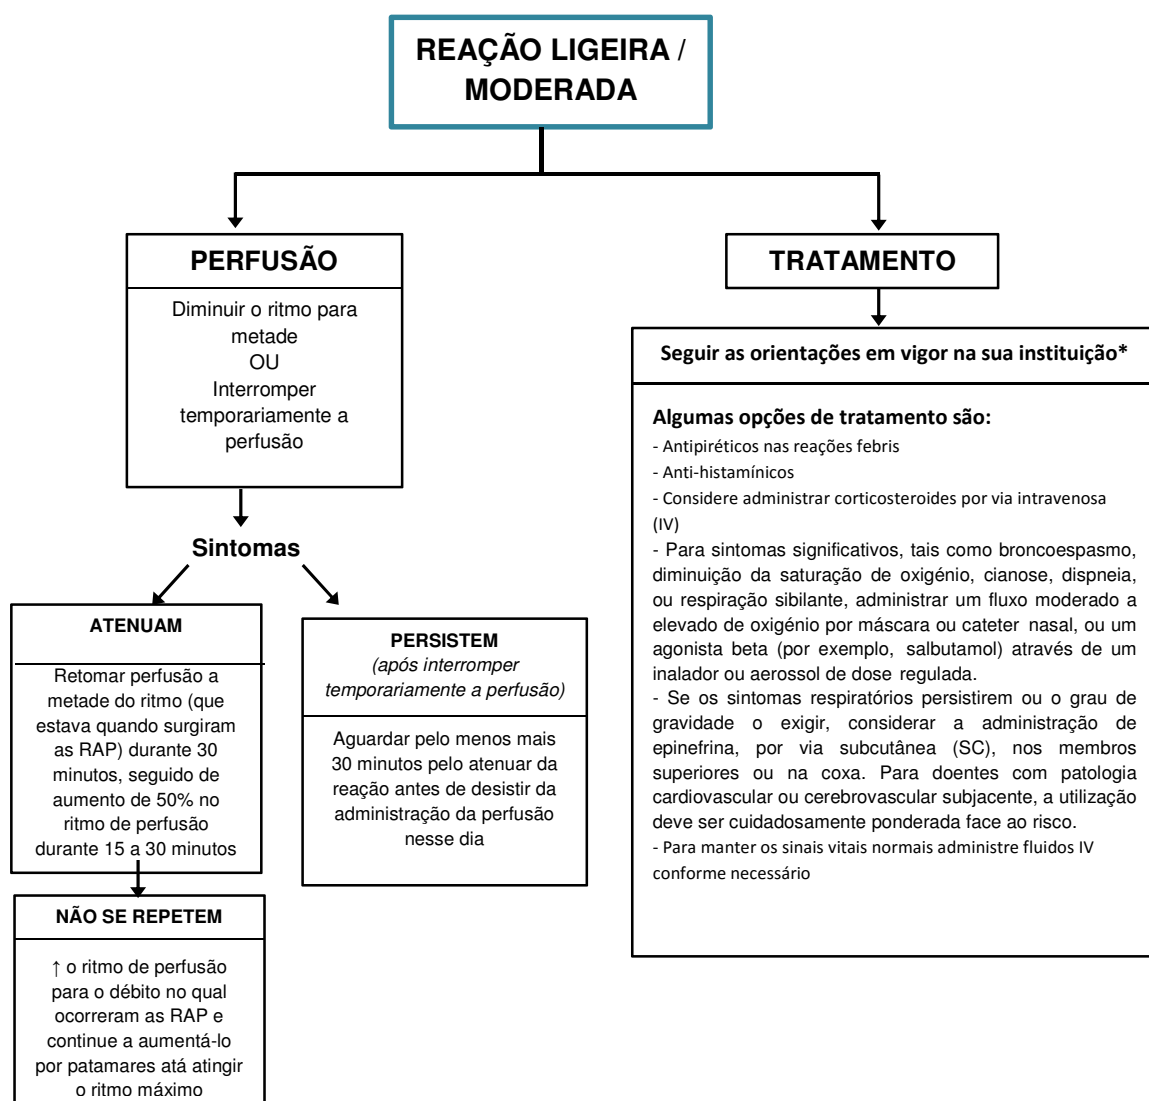 REAÇÃO LIGEIRA /
MODERADA
PERFUSÃO
Diminuir o ritmo para
metade
OU
Interromper
temporariamente a
perfusão
Sintomas
ATENUAM
Retomar perfusão a
metade do ritmo (que
estava quando surgiram
as RAP) durante 30
minutos, seguido de
aumento de 50% no
ritmo de perfusão
durante 15 a 30 minutos
PERSISTEM
(após interromper
temporariamente a perfusão)
Aguardar pelo menos mais
30 minutos pelo atenuar da
reação antes de desistir da
administração da perfusão
nesse dia
NÃO SE REPETEM
↑ o ritmo de perfusão
para o débito no qual
ocorreram as RAP e
continue a aumentá-lo
por patamares atá atingir
o ritmo máximo
TRATAMENTO
Seguir as orientações em vigor na sua instituição*
Algumas opções de tratamento são:
- Antipiréticos nas reações febris
- Anti-histamínicos
- Considere administrar corticosteroides por via intravenosa
(IV)
- Para sintomas significativos, tais como broncoespasmo,
diminuição da saturação de oxigénio, cianose, dispneia,
ou respiração sibilante, administrar um fluxo moderado a
elevado de oxigénio por máscara ou cateter nasal, ou um
agonista beta (por exemplo, salbutamol) através de um
inalador ou aerossol de dose regulada.
- Se os sintomas respiratórios persistirem ou o grau de
gravidade o exigir, considerar a administração de
epinefrina, por via subcutânea (SC), nos membros
superiores ou na coxa. Para doentes com patologia
cardiovascular ou cerebrovascular subjacente, a utilização
deve ser cuidadosamente ponderada face ao risco.
- Para manter os sinais vitais normais administre fluidos IV
conforme necessário